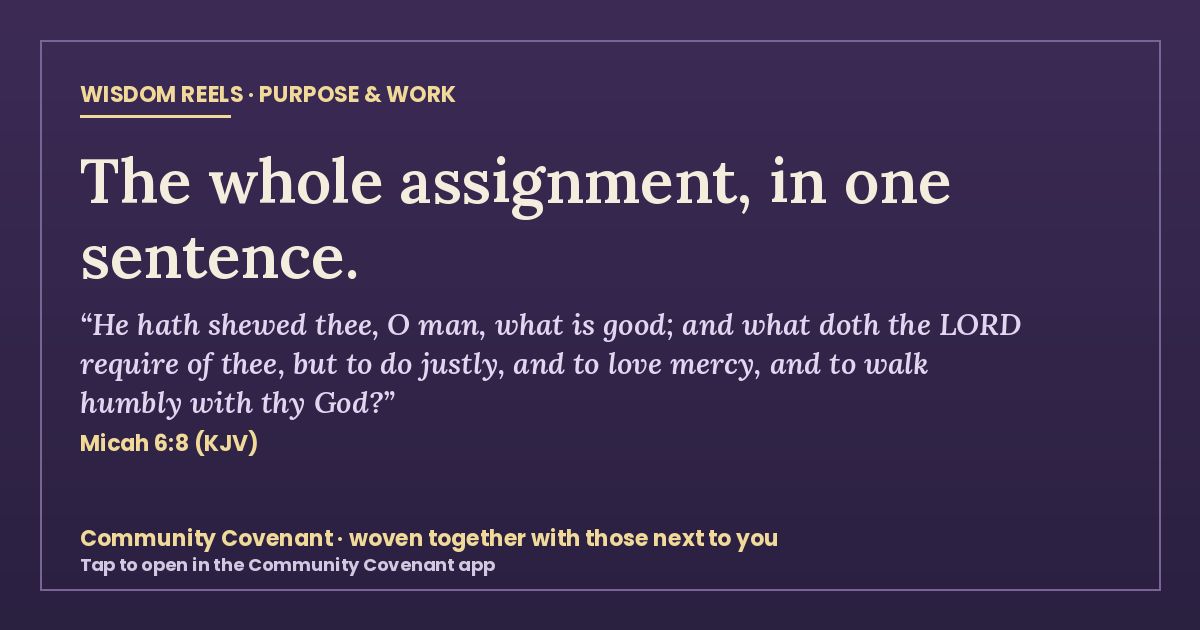 WISDOM REELS · PURPOSE & WORK
The whole assignment, in one
sentence.
“He hath shewed thee, O man, what is good; and what doth the LORD
require of thee, but to do justly, and to love mercy, and to walk
humbly with thy God?”
Micah 6:8 (KJV)
Community Covenant · woven together with those next to you
Tap to open in the Community Covenant app